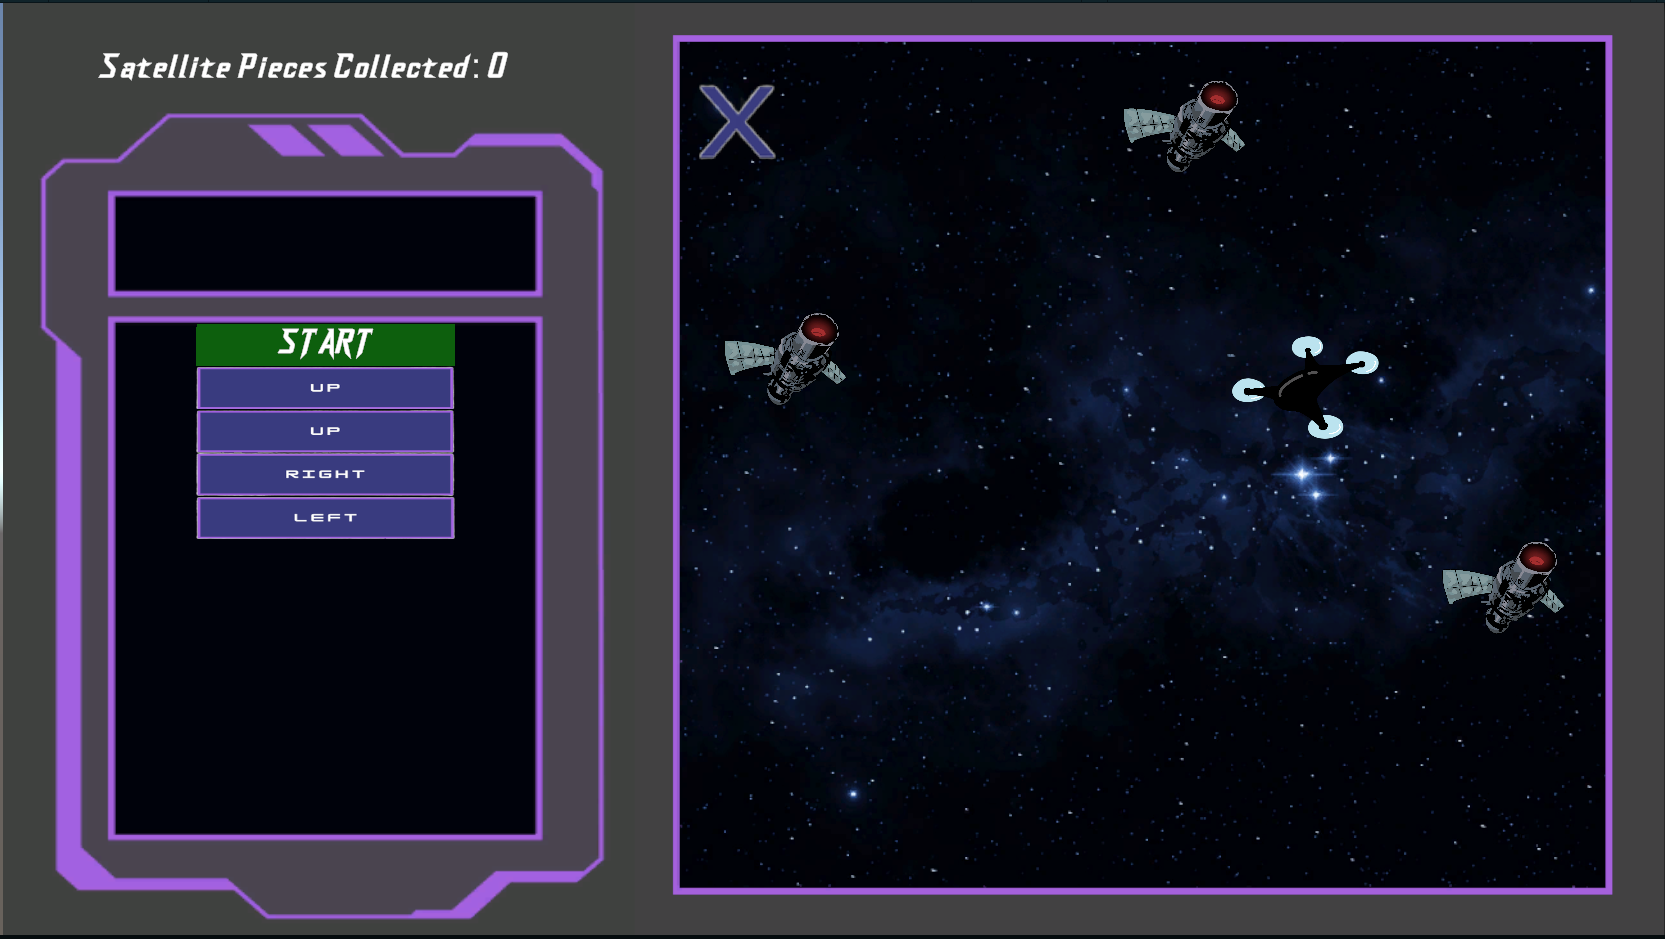 Satellite Pieces Collected: 0
START
UP
UP
RIGHT
LEFT
X